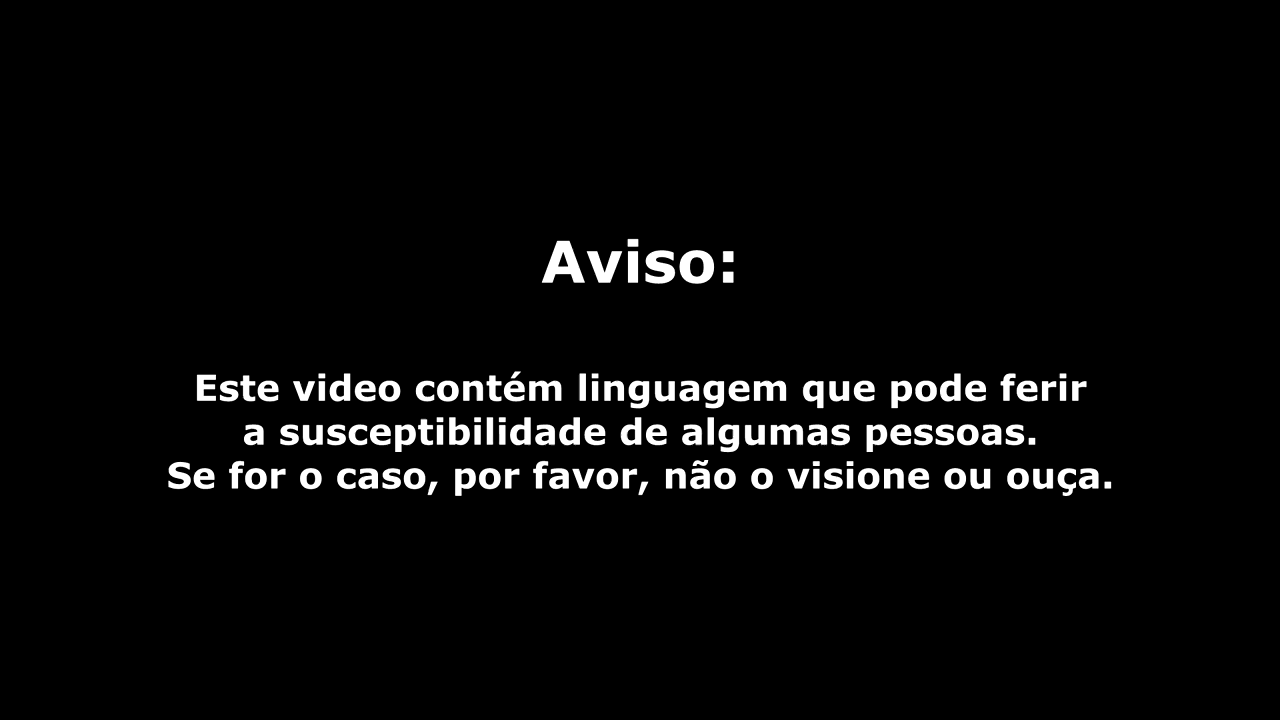 Aviso:
Este video contém linguagem que pode ferir
a susceptibilidade de algumas pessoas.
Se for o caso, por favor, não o visione ou ouça.